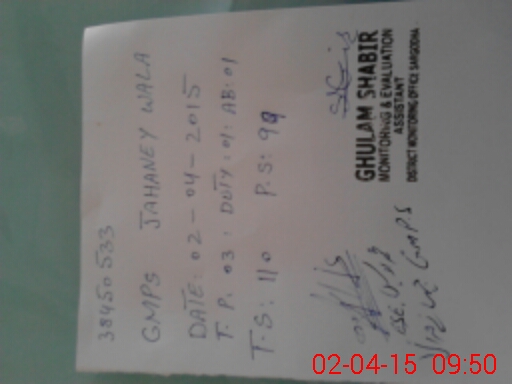 38450533
GMPS JAHANEY WALA
DATE: 02-04-2015
T.P: 03: DUTY: 01: AB: 01
T.S: 110 P.S: 99
GHULAM SHABIR
MONITORING & EVALUATION
ASSISTANT
DISTRICT MONITORING OFFICE SARGODHA
GMPS
02-04-15 09:50